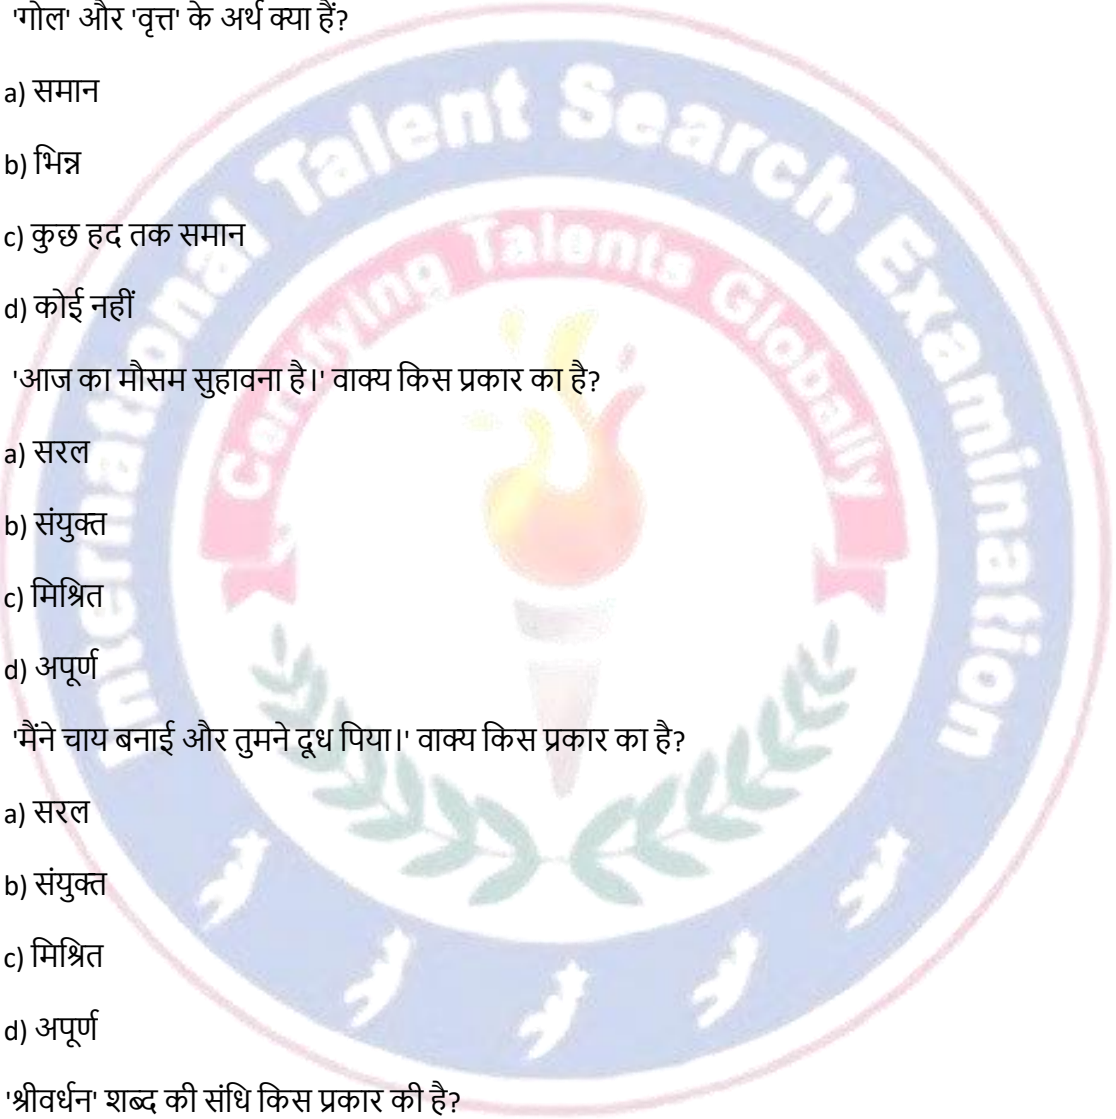 'गोल' और 'वृत्त' के अर्थ क्या हैं?
a) समान
b) भिन्न
c) कुछ हद तक समान
d) कोई नहीं
'आज का मौसम सुहावना है।' वाक्य किस प्रकार का है?
a) सरल
b) संयुक्त
c) मिश्रित
d) अपूर्ण
'मैंने चाय बनाई और तुमने दूध पिया।' वाक्य किस प्रकार का है?
a) सरल
b) संयुक्त
c) मिश्रित
d) अपूर्ण
'श्रीवर्धन' शब्द की संधि किस प्रकार की है?
International Talent Search Examination
Certifying Talents Globally